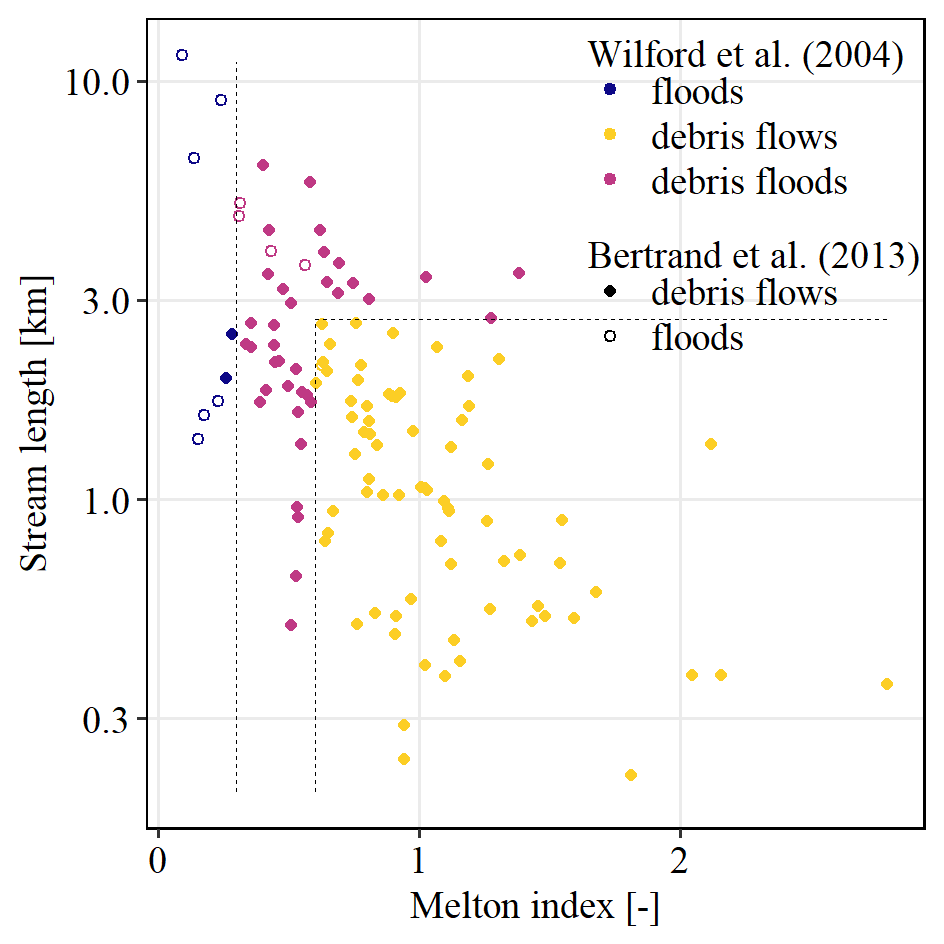 Wilford et al. (2004)
floods
debris flows
debris floods
Bertrand et al. (2013)
debris flows
floods
Stream length [km]
10.0
3.0
1.0
0.3
0
1
2
Melton index [-]